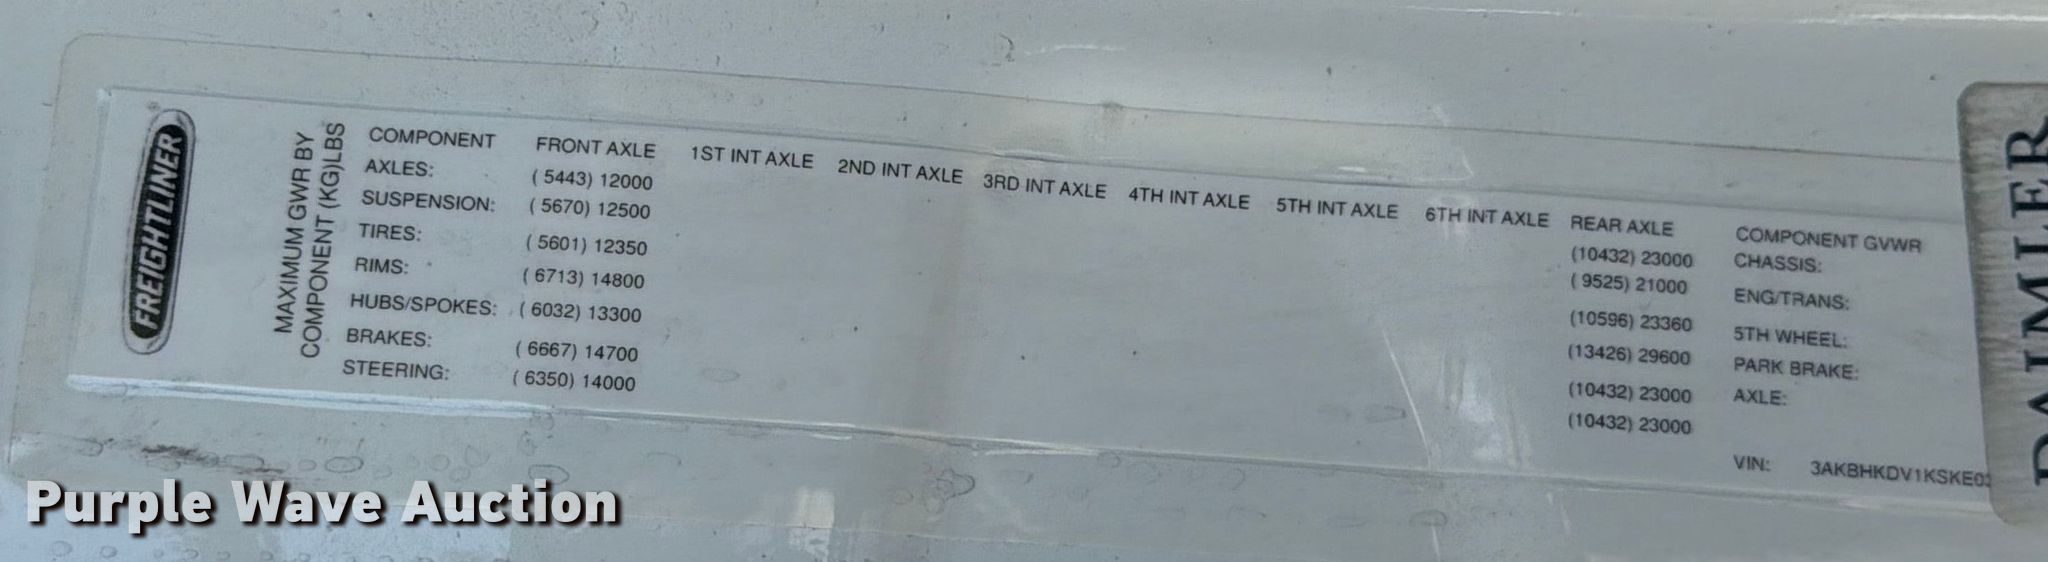 FREIGHTLINER
MAXIMUM GWR BY
COMPONENT (KG)LBS
COMPONENT FRONT AXLE 1ST INT AXLE 2ND INT AXLE 3RD INT AXLE 4TH INT AXLE 5TH INT AXLE 6TH INT AXLE REAR AXLE COMPONENT GVWR
AXLES: ( 5443) 12000 (10432) 23000 CHASSIS:
SUSPENSION: ( 5670) 12500 ( 9525) 21000 ENG/TRANS:
TIRES: ( 5601) 12350 (10596) 23360 5TH WHEEL:
RIMS: ( 6713) 14800 (13426) 29600 PARK BRAKE:
HUBS/SPOKES: ( 6032) 13300 (10432) 23000 AXLE:
BRAKES: ( 6667) 14700 (10432) 23000
STEERING: ( 6350) 14000
VIN: 3AKBHKDV1KSKE0
DAIMLER
Purple Wave Auction